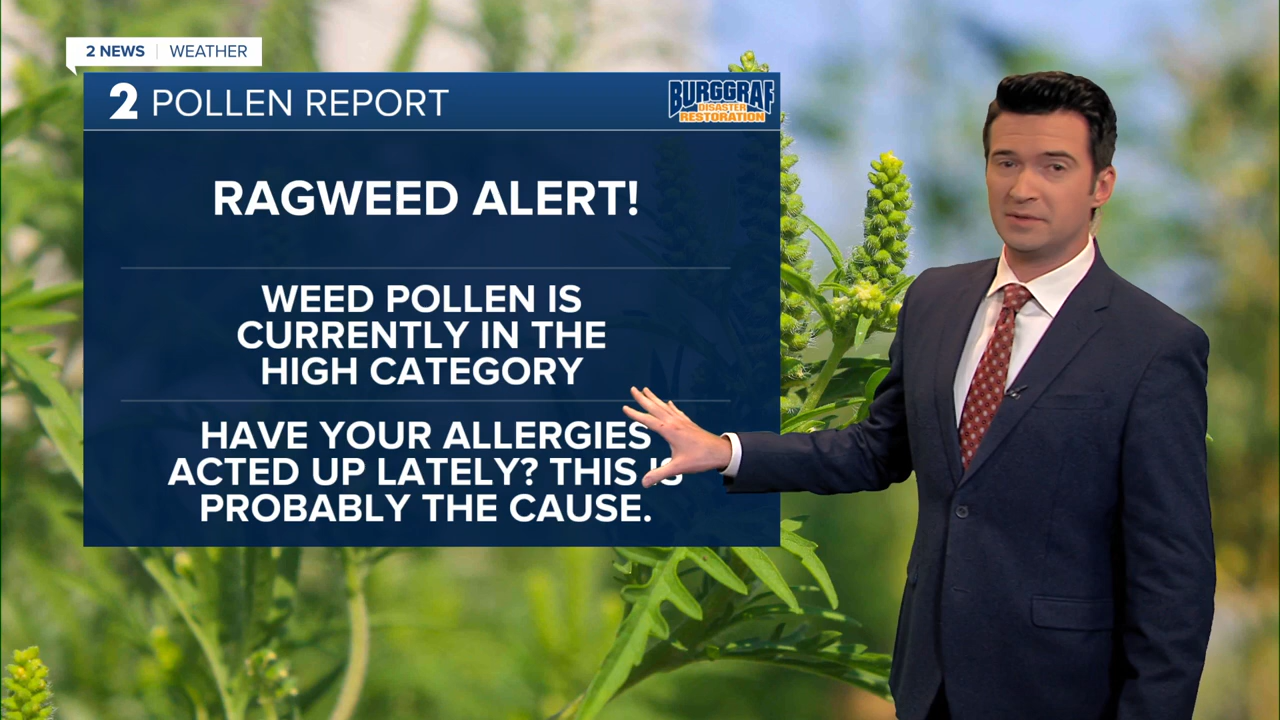 2 NEWS | WEATHER
2 POLLEN REPORT
BURGGRAF
DISASTER
RESTORATION
RAGWEED ALERT!
WEED POLLEN IS
CURRENTLY IN THE
HIGH CATEGORY
HAVE YOUR ALLERGIES
ACTED UP LATELY? THIS IS
PROBABLY THE CAUSE.